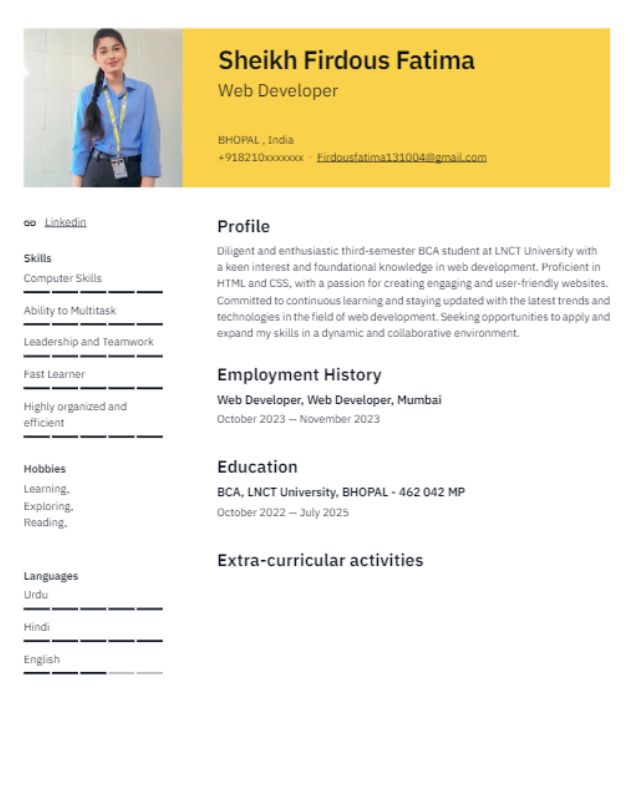 Sheikh Firdous Fatima
Web Developer
BHOPAL , India
+918210xxxxxxx · Firdousfatima131004@gmail.com
Linkedin
Skills
Computer Skills
Ability to Multitask
Leadership and Teamwork
Fast Learner
Highly organized and
efficient
Hobbies
Learning,
Exploring,
Reading,
Languages
Urdu
Hindi
English
Profile
Diligent and enthusiastic third-semester BCA student at LNCT University with
a keen interest and foundational knowledge in web development. Proficient in
HTML and CSS, with a passion for creating engaging and user-friendly websites.
Committed to continuous learning and staying updated with the latest trends and
technologies in the field of web development. Seeking opportunities to apply and
expand my skills in a dynamic and collaborative environment.
Employment History
Web Developer, Web Developer, Mumbai
October 2023 — November 2023
Education
BCA, LNCT University, BHOPAL - 462 042 MP
October 2022 — July 2025
Extra-curricular activities